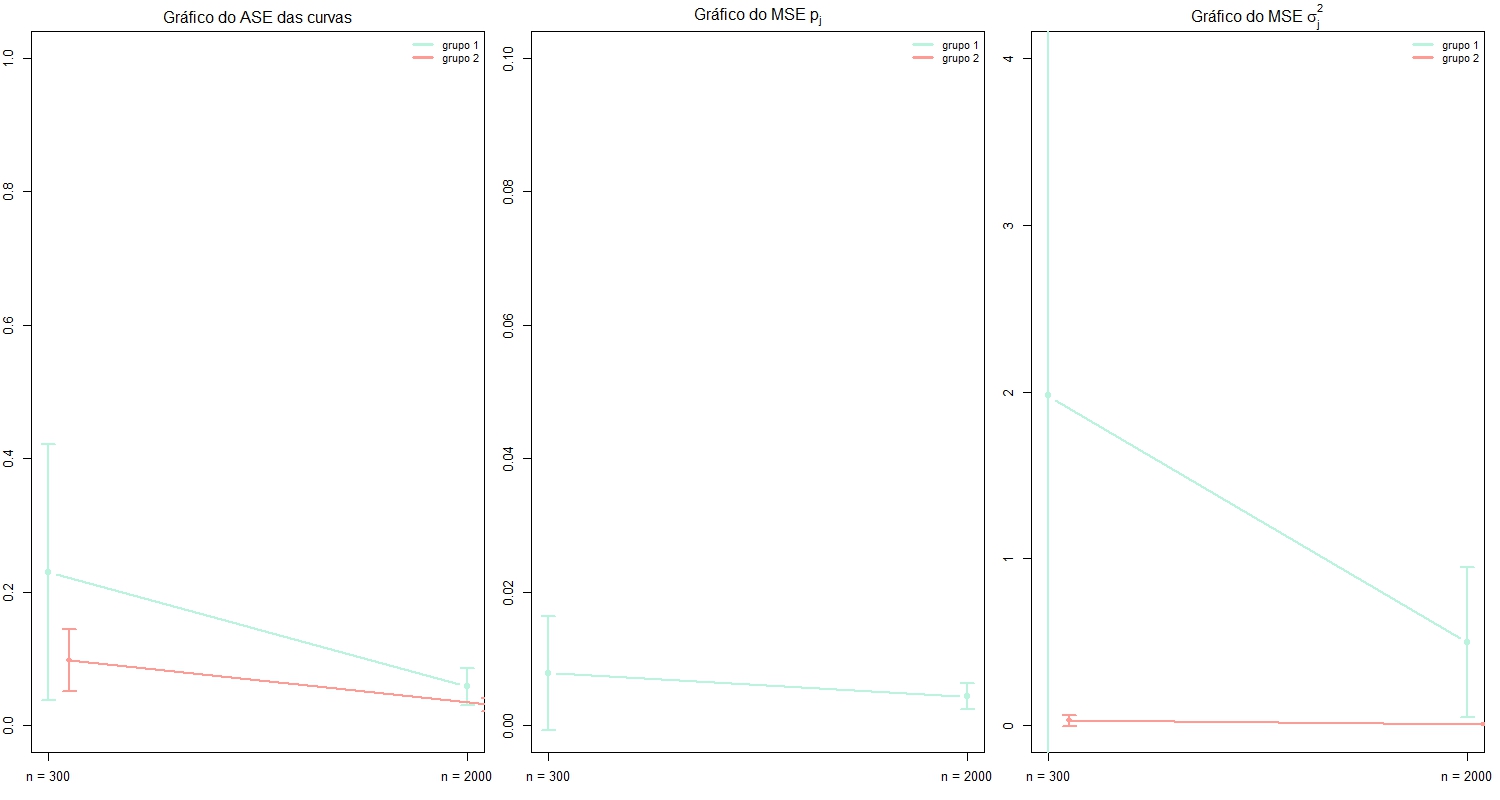 Gráfico do ASE das curvas
grupo 1
grupo 2
1.0
0.8
0.6
0.4
0.2
0.0
n = 300
n = 2000
Gráfico do MSE pj
grupo 1
grupo 2
0.10
0.08
0.06
0.04
0.02
0.00
n = 300
n = 2000
Gráfico do MSE σj²
grupo 1
grupo 2
4
3
2
1
0
n = 300
n = 2000